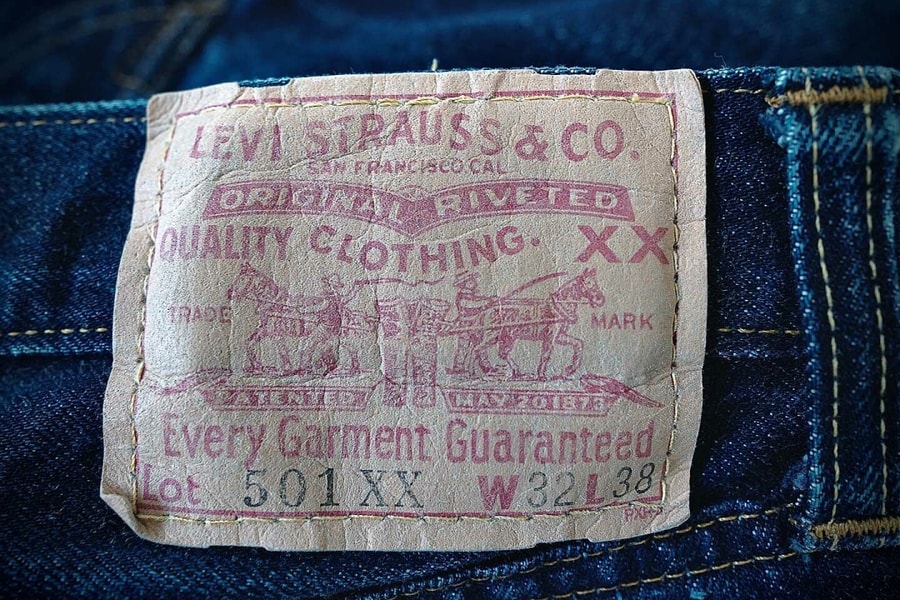 LEVI STRAUSS & CO.
SAN FRANCISCO.CAL
ORIGINAL RIVETED
QUALITY CLOTHING. XX
TRADE MARK
PATENTED MAY 20 1873
Every Garment Guaranteed
Lot 501XX W32L38